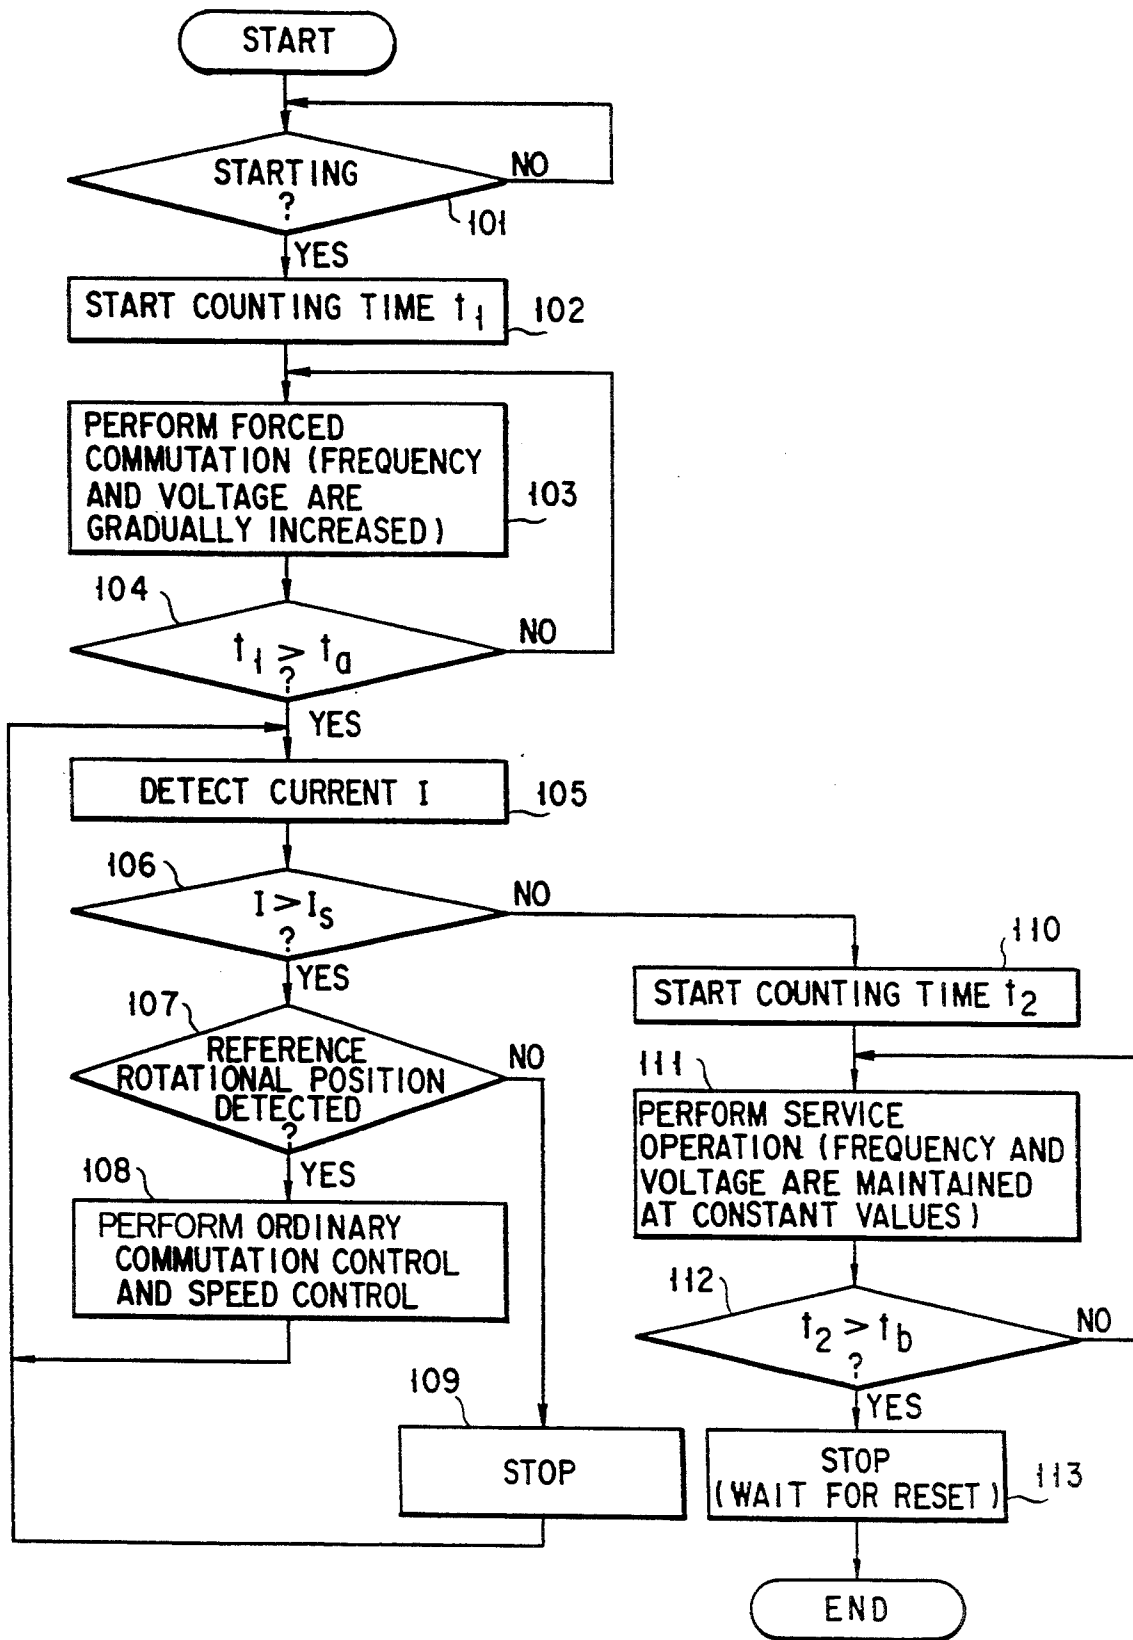 START
STARTING
?
NO
101
YES
START COUNTING TIME t1
102
PERFORM FORCED
COMMUTATION (FREQUENCY
AND VOLTAGE ARE
GRADUALLY INCREASED)
103
104
t1 > ta
?
NO
YES
DETECT CURRENT I
105
106
I > IS
?
NO
YES
107
REFERENCE
ROTATIONAL POSITION
DETECTED
?
NO
YES
108
PERFORM ORDINARY
COMMUTATION CONTROL
AND SPEED CONTROL
109
STOP
110
START COUNTING TIME t2
111
PERFORM SERVICE
OPERATION (FREQUENCY AND
VOLTAGE ARE MAINTAINED
AT CONSTANT VALUES)
112
t2 > tb
?
NO
YES
STOP
(WAIT FOR RESET)
113
END